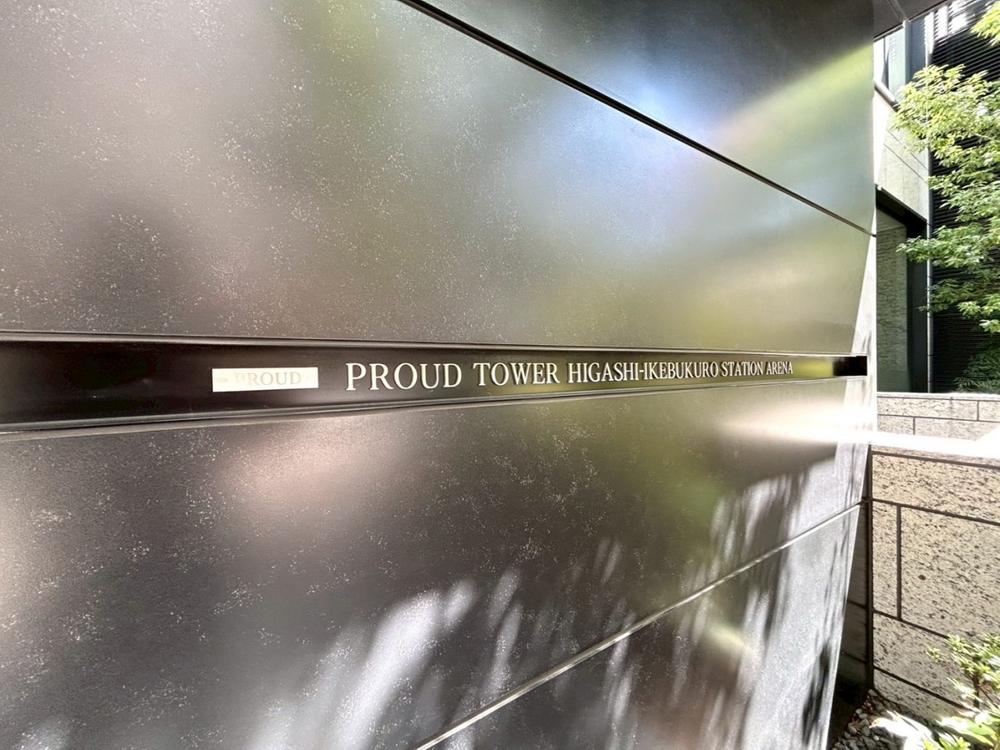 PROUD
PROUD TOWER HIGASHI-IKEBUKURO STATION ARENA